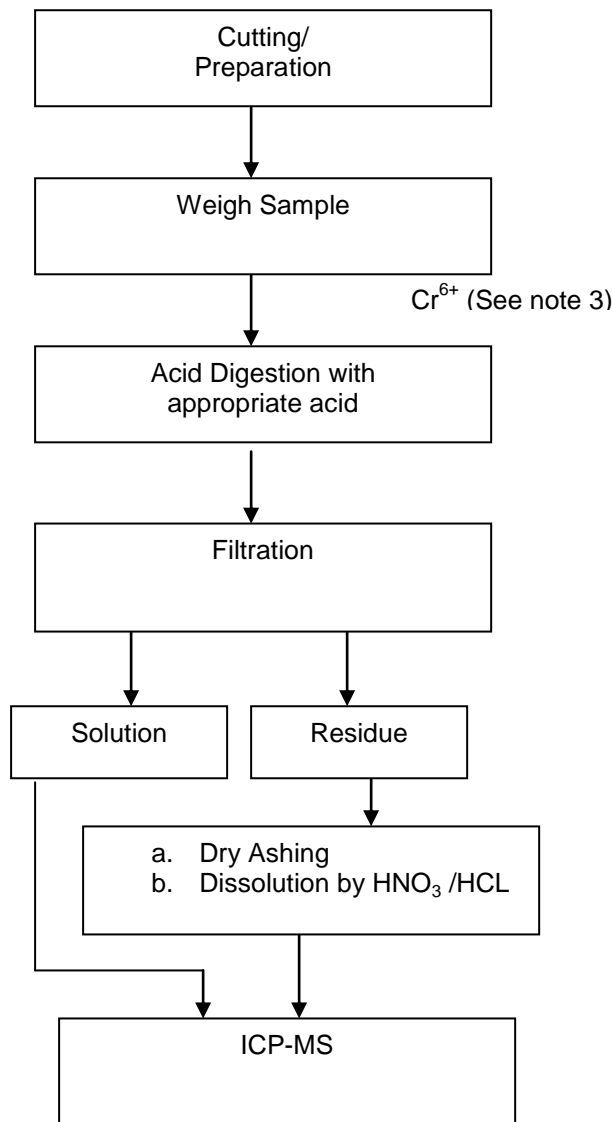 Cutting/
Preparation
Weigh Sample
Cr⁶⁺ (See note 3)
Acid Digestion with
appropriate acid
Filtration
Solution
Residue
a. Dry Ashing
b. Dissolution by HNO₃ /HCL
ICP-MS